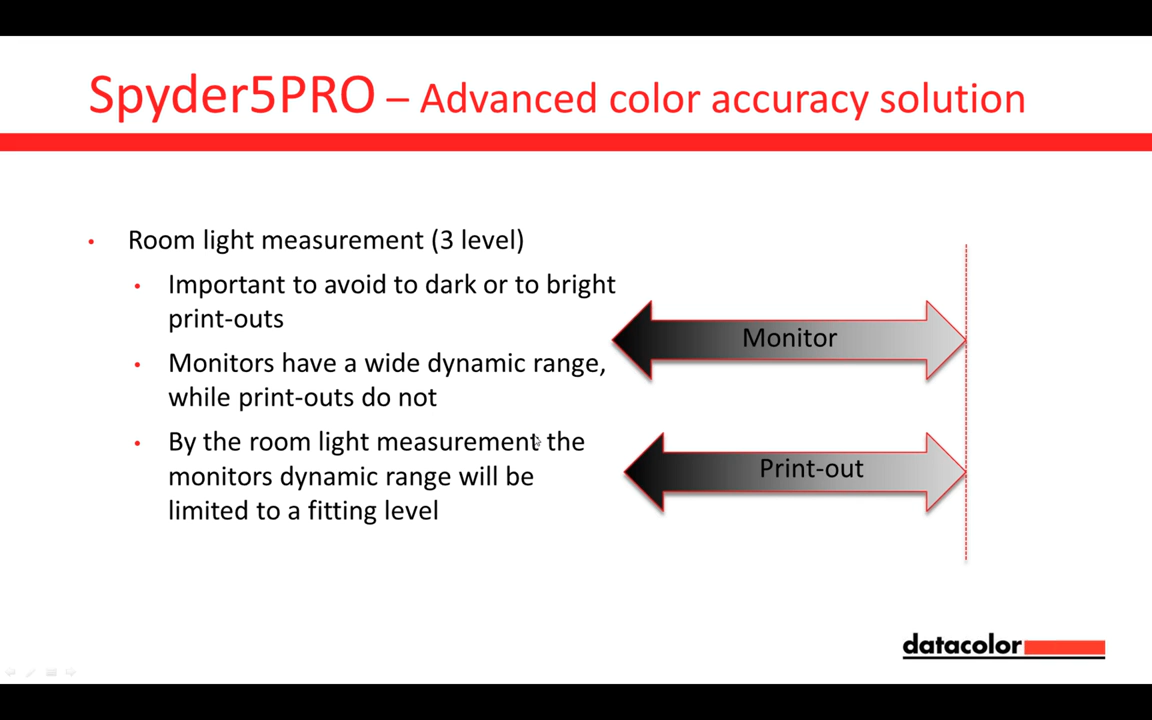 Spyder5PRO – Advanced color accuracy solution
• Room light measurement (3 level)
• Important to avoid to dark or to bright
print-outs
• Monitors have a wide dynamic range,
while print-outs do not
• By the room light measurement the
monitors dynamic range will be
limited to a fitting level
Monitor
Print-out
datacolor